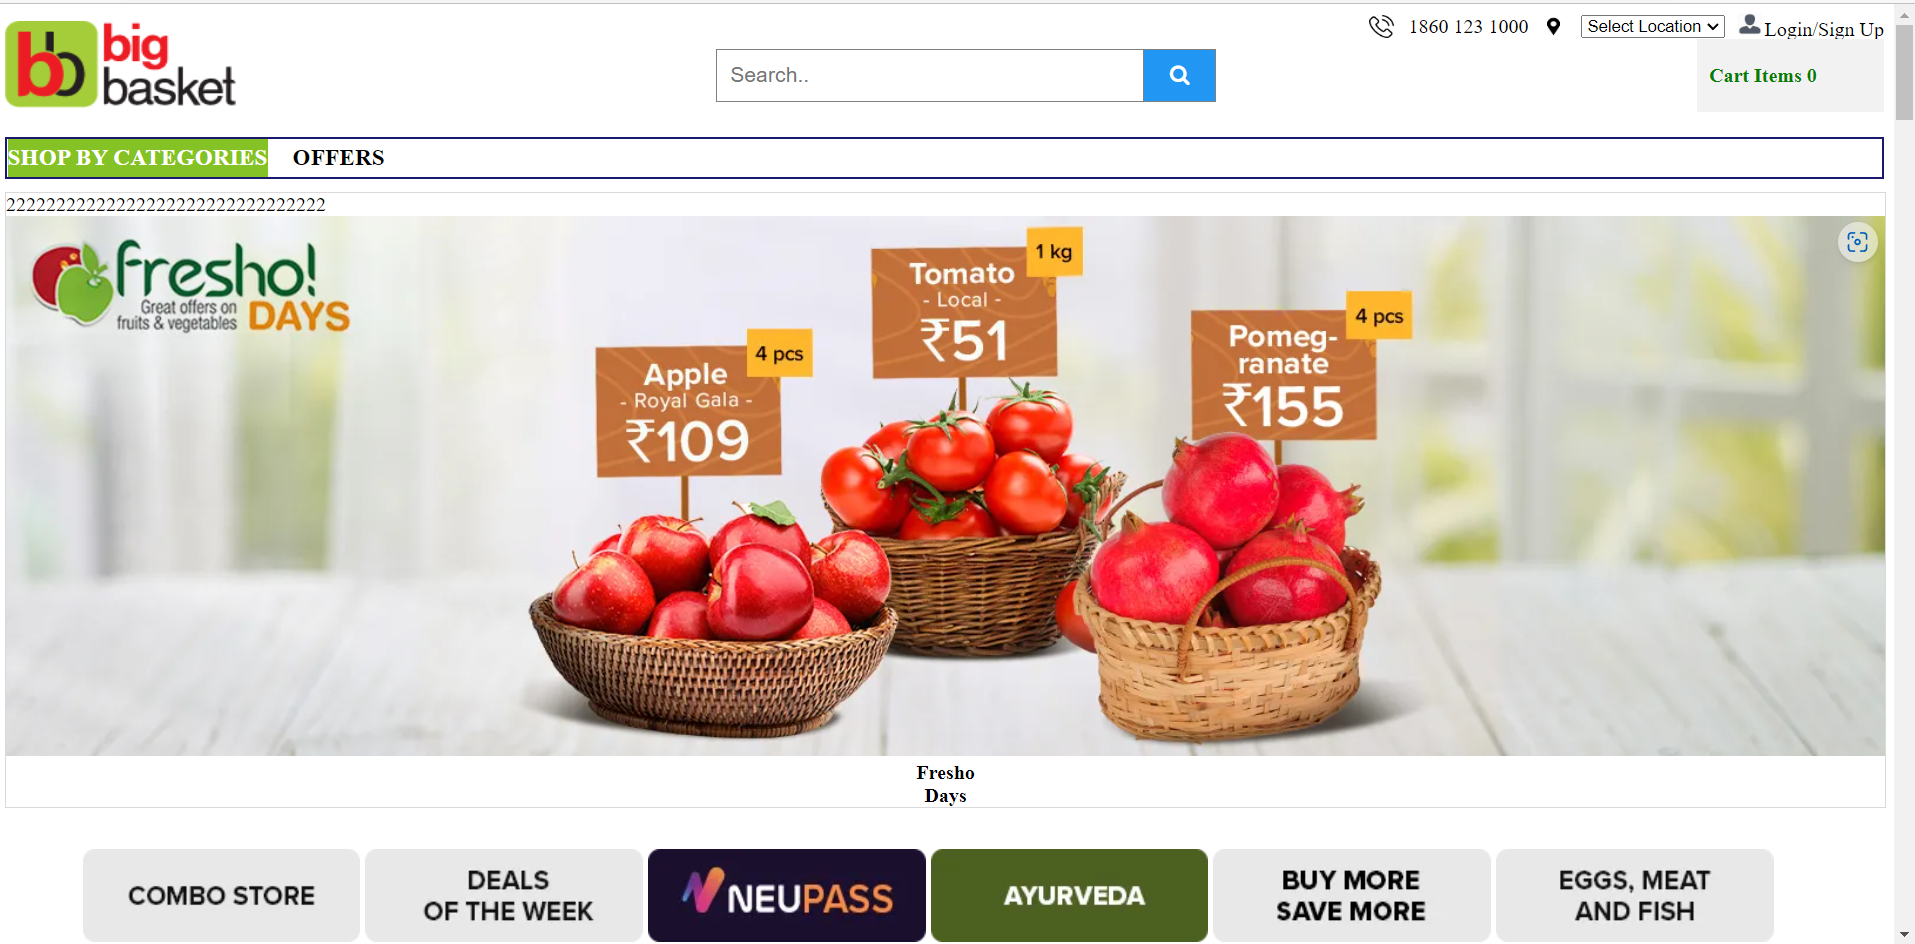 big
basket
1860 123 1000
Select Location
Login/Sign Up
Search..
Cart Items 0
SHOP BY CATEGORIES
OFFERS
22222222222222222222222222222222
fresho!
Great offers on
fruits & vegetables
DAYS
Apple
- Royal Gala -
₹109
4 pcs
Tomato
- Local -
₹51
1 kg
Pomeg-
ranate
₹155
4 pcs
Fresho
Days
COMBO STORE
DEALS
OF THE WEEK
NEUPASS
AYURVEDA
BUY MORE
SAVE MORE
EGGS, MEAT
AND FISH